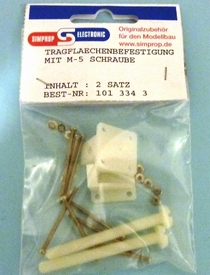 SIMPROP ELECTRONIC
Originalzubehör
für den Modellbau
www.simprop.de
TRAGFLAECHENBEFESTIGUNG
MIT M-5 SCHRAUBE
INHALT : 2 SATZ
BEST-NR: 101 334 3